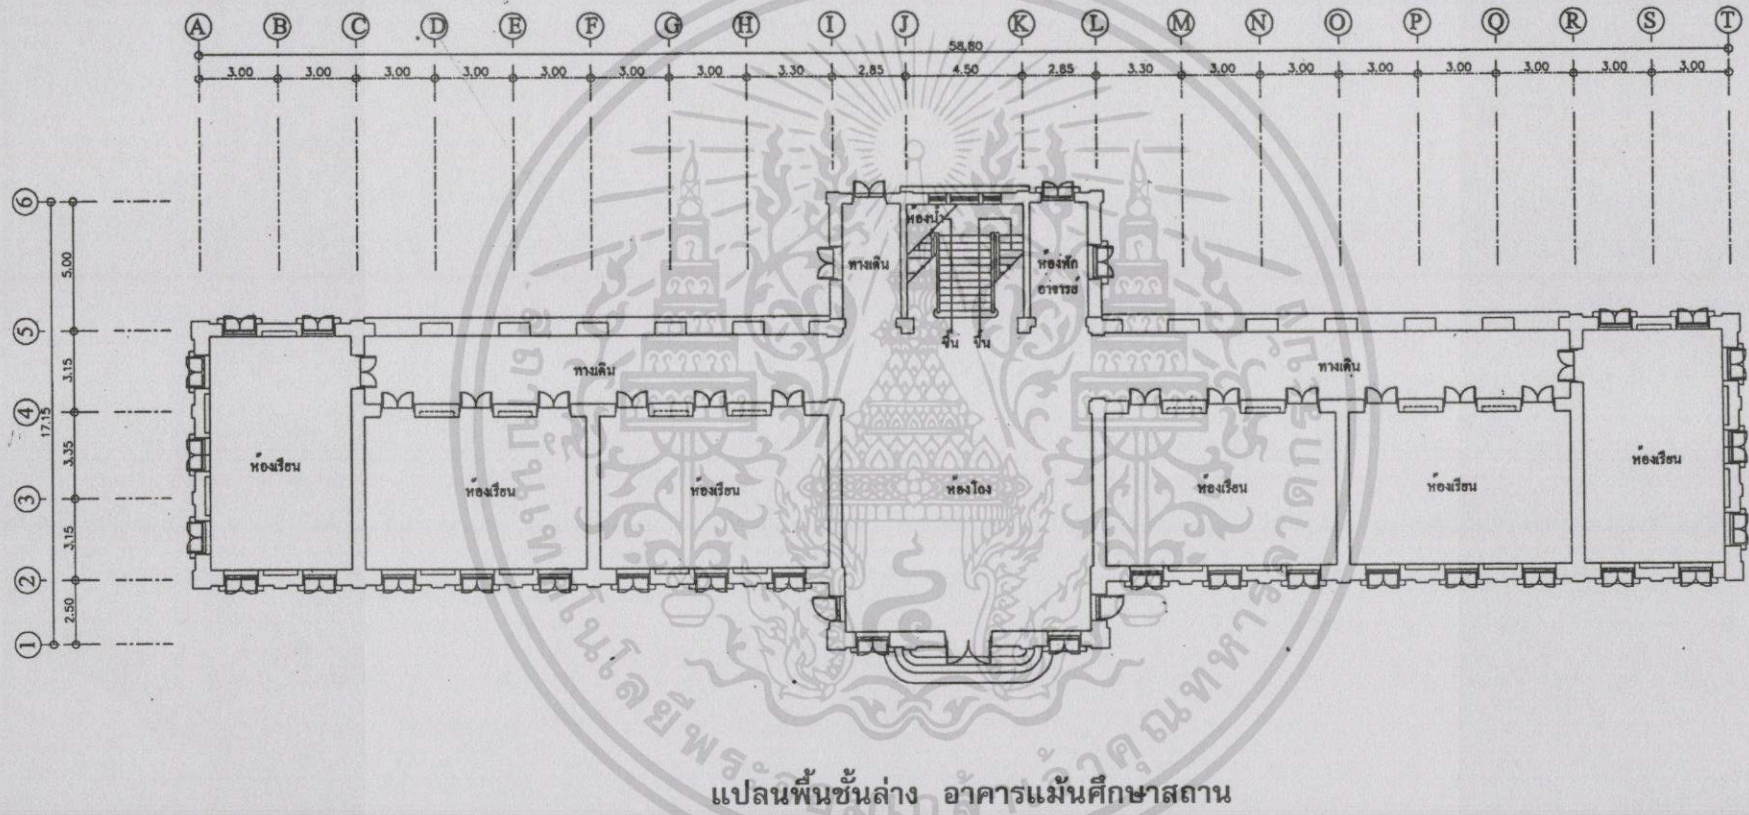 A B C D E F G H I J K L M N O P Q R S T
58.80
3.00 3.00 3.00 3.00 3.00 3.00 3.00 3.30 2.85 4.50 2.85 3.30 3.00 3.00 3.00 3.00 3.00 3.00 3.00
6
5.00
ห้องน้ำ
ทางเดิน
ห้องพัก
อาจารย์
5
ขึ้น ขึ้น
3.15
ทางเดิน ทางเดิน
4
17.15
3.35
ห้องเรียน ห้องเรียน ห้องเรียน ห้องโถง ห้องเรียน ห้องเรียน ห้องเรียน
3
3.15
2
2.50
1
แปลนพื้นชั้นล่าง อาคารแม้นศึกษาสถาน